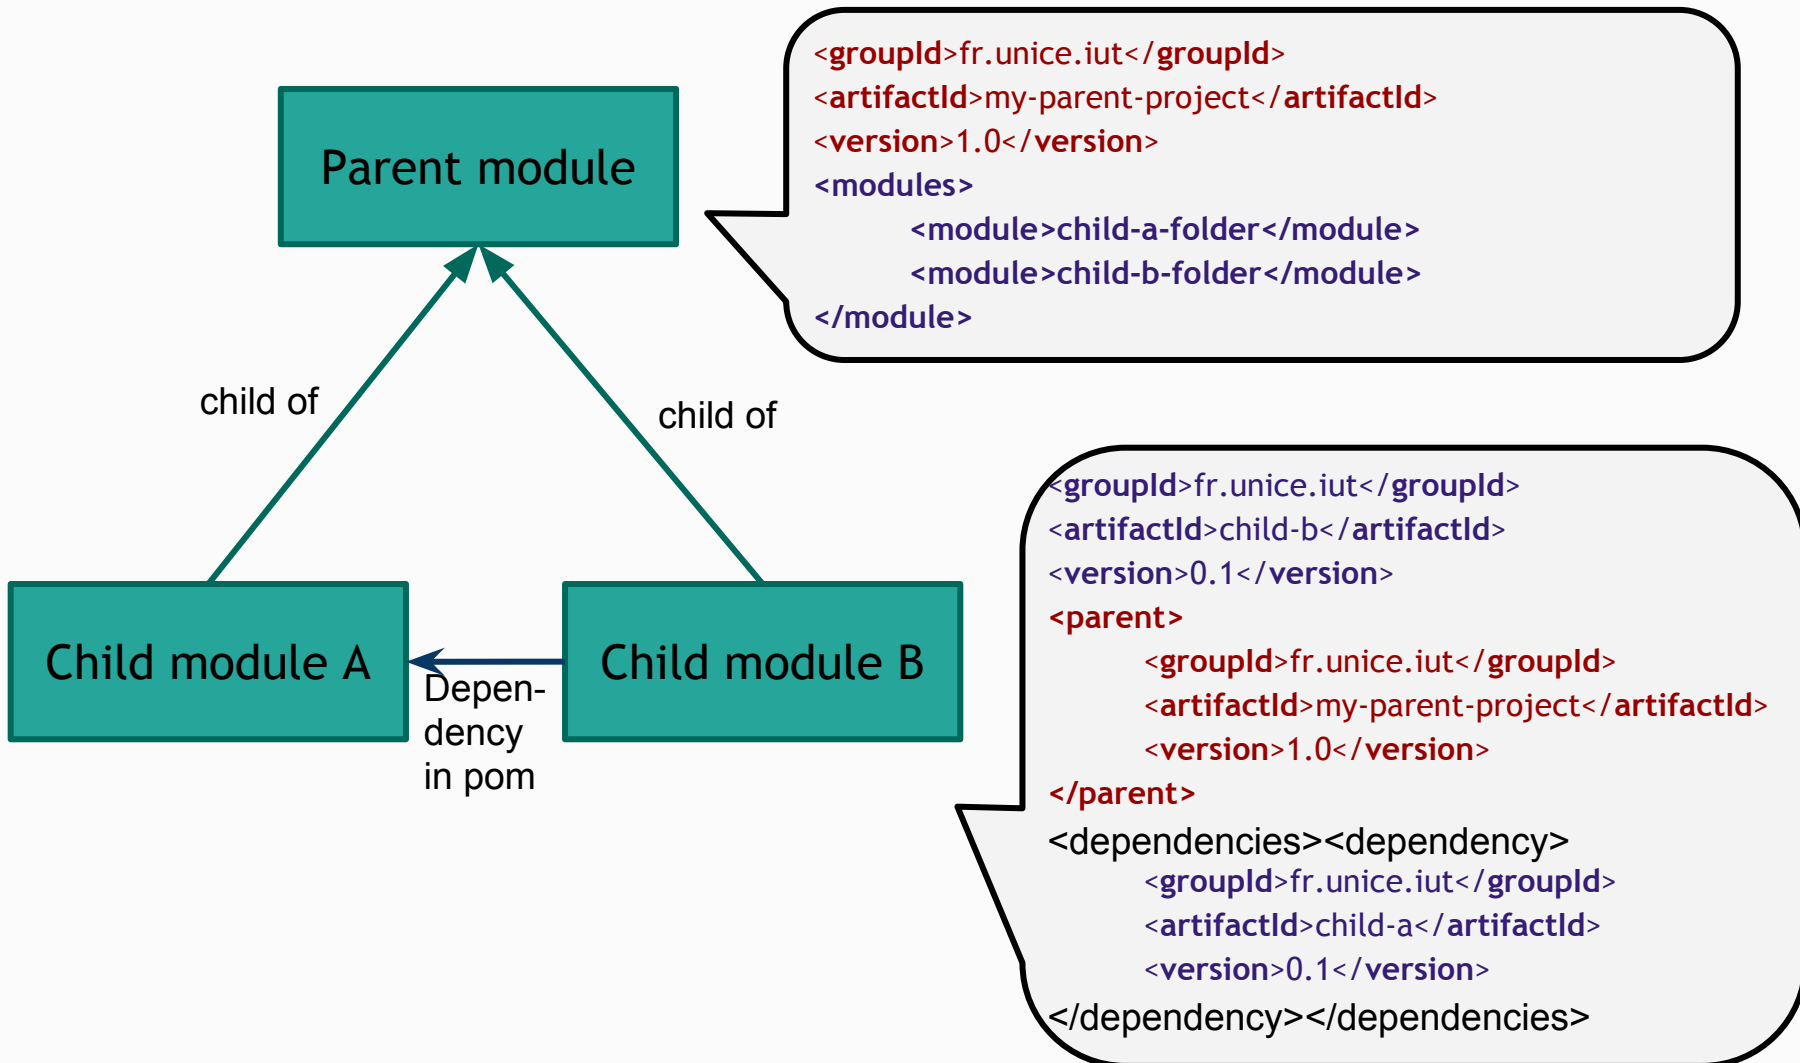 Parent module
<groupId>fr.unice.iut</groupId>
<artifactId>my-parent-project</artifactId>
<version>1.0</version>
<modules>
<module>child-a-folder</module>
<module>child-b-folder</module>
</module>
child of
child of
Child module A
Depen-
dency
in pom
Child module B
<groupId>fr.unice.iut</groupId>
<artifactId>child-b</artifactId>
<version>0.1</version>
<parent>
<groupId>fr.unice.iut</groupId>
<artifactId>my-parent-project</artifactId>
<version>1.0</version>
</parent>
<dependencies><dependency>
<groupId>fr.unice.iut</groupId>
<artifactId>child-a</artifactId>
<version>0.1</version>
</dependency></dependencies>